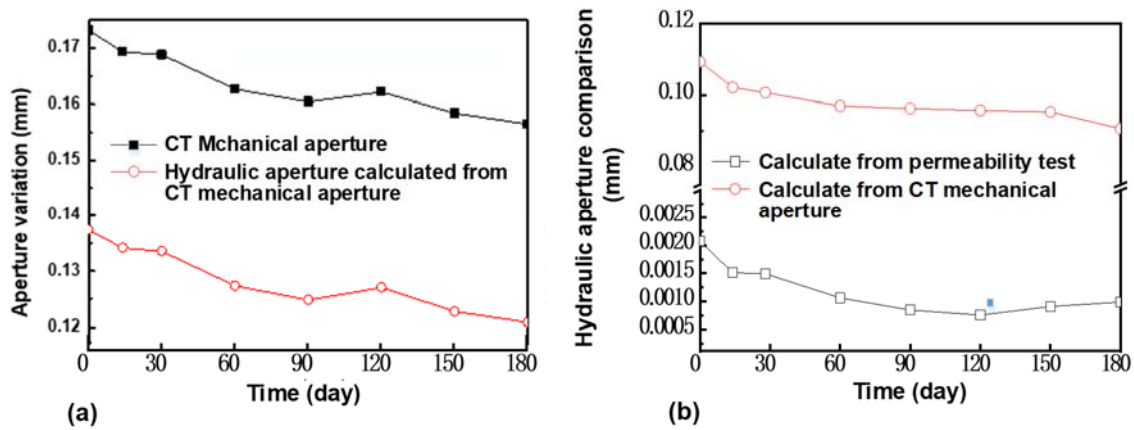 Aperture variation (mm)
0.17
0.16
0.15
0.14
0.13
0.12
CT Mchanical aperture
Hydraulic aperture calculated from
CT mechanical aperture
0 30 60 90 120 150 180
Time (day)
(a)
Hydraulic aperture comparison
(mm)
0.12
0.10
0.08
0.0025
0.0020
0.0015
0.0010
0.0005
Calculate from permeability test
Calculate from CT mechanical
aperture
0 30 60 90 120 150 180
Time (day)
(b)